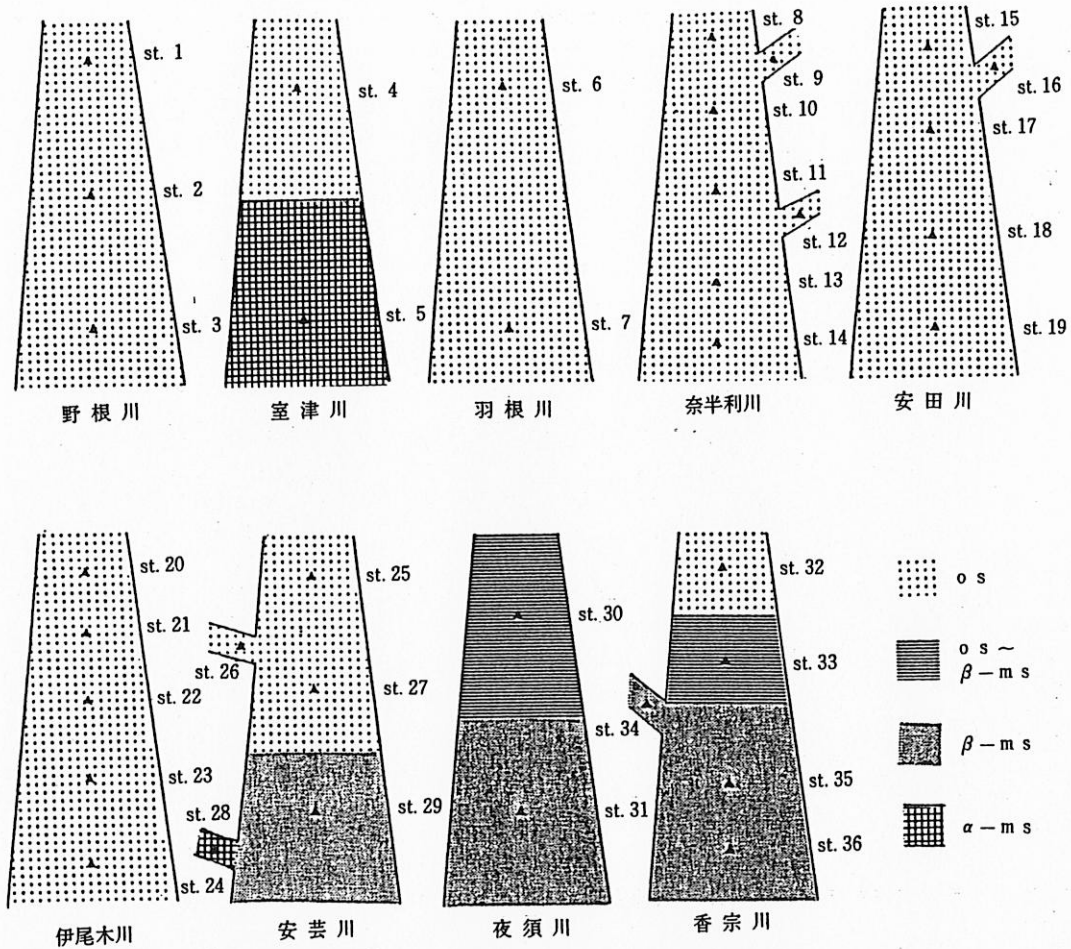 st. 1
st. 2
st. 3
野根川
st. 4
st. 5
室津川
st. 6
st. 7
羽根川
st. 8
st. 9
st. 10
st. 11
st. 12
st. 13
st. 14
奈半利川
st. 15
st. 16
st. 17
st. 18
st. 19
安田川
st. 20
st. 21
st. 22
st. 23
st. 24
伊尾木川
st. 25
st. 26
st. 27
st. 28
st. 29
安芸川
st. 30
st. 31
夜須川
st. 32
st. 33
st. 34
st. 35
st. 36
香宗川
os
os~
β-ms
β-ms
α-ms